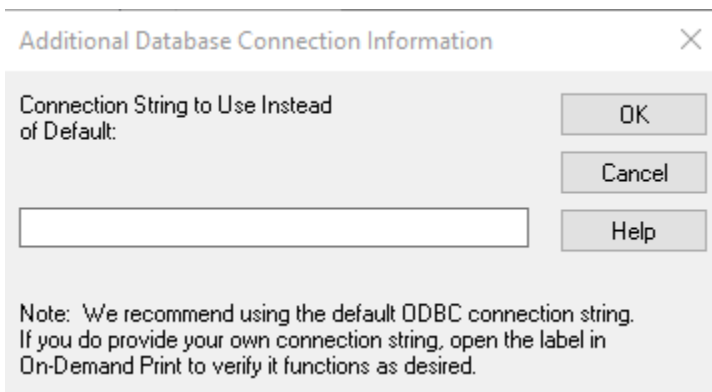 Additional Database Connection Information
Connection String to Use Instead
of Default:
OK
Cancel
Help
Note:  We recommend using the default ODBC connection string.
If you do provide your own connection string, open the label in
On-Demand Print to verify it functions as desired.